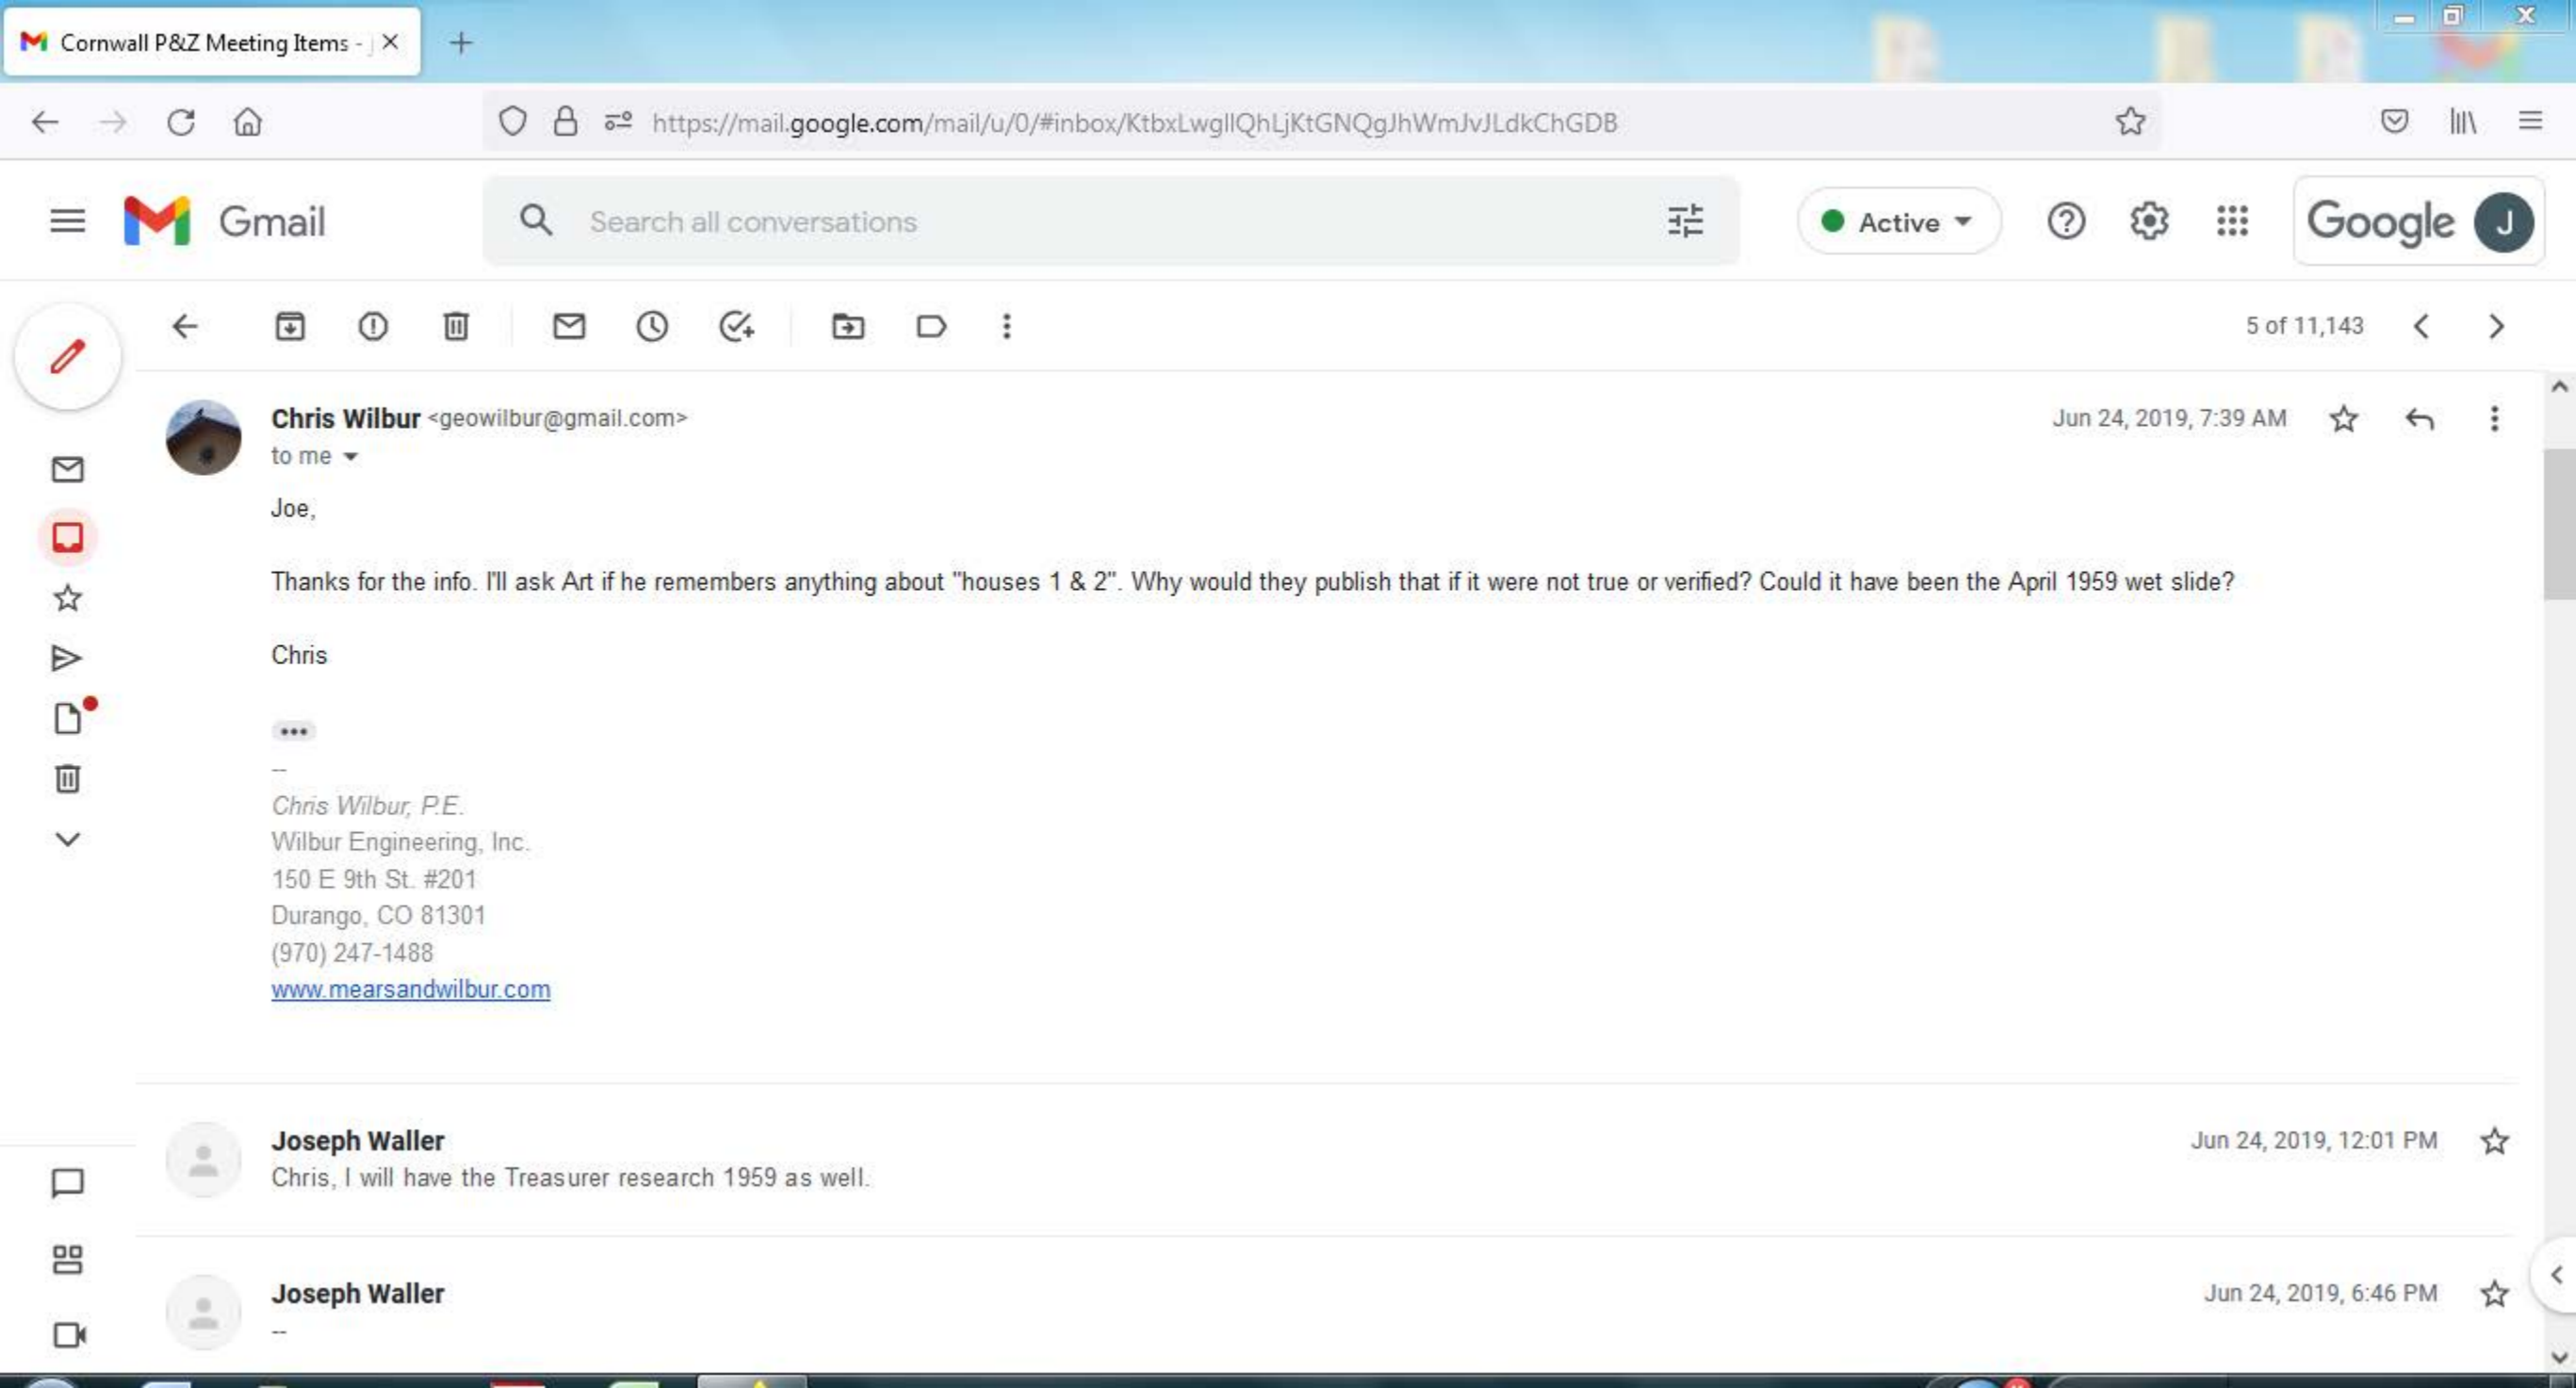 Cornwall P&Z Meeting Items -
https://mail.google.com/mail/u/0/#inbox/KtbxLwgllQhLjKtGNQgJhWmJvJLdkChGDB
Gmail
Search all conversations
Active
Google
J
5 of 11,143
Chris Wilbur <geowilbur@gmail.com>
Jun 24, 2019, 7:39 AM
to me
Joe,
Thanks for the info. I'll ask Art if he remembers anything about "houses 1 & 2". Why would they publish that if it were not true or verified? Could it have been the April 1959 wet slide?
Chris
--
Chris Wilbur, P.E.
Wilbur Engineering, Inc.
150 E 9th St. #201
Durango, CO 81301
(970) 247-1488
www.mearsandwilbur.com
Joseph Waller
Jun 24, 2019, 12:01 PM
Chris, I will have the Treasurer research 1959 as well.
Joseph Waller
Jun 24, 2019, 6:46 PM
--